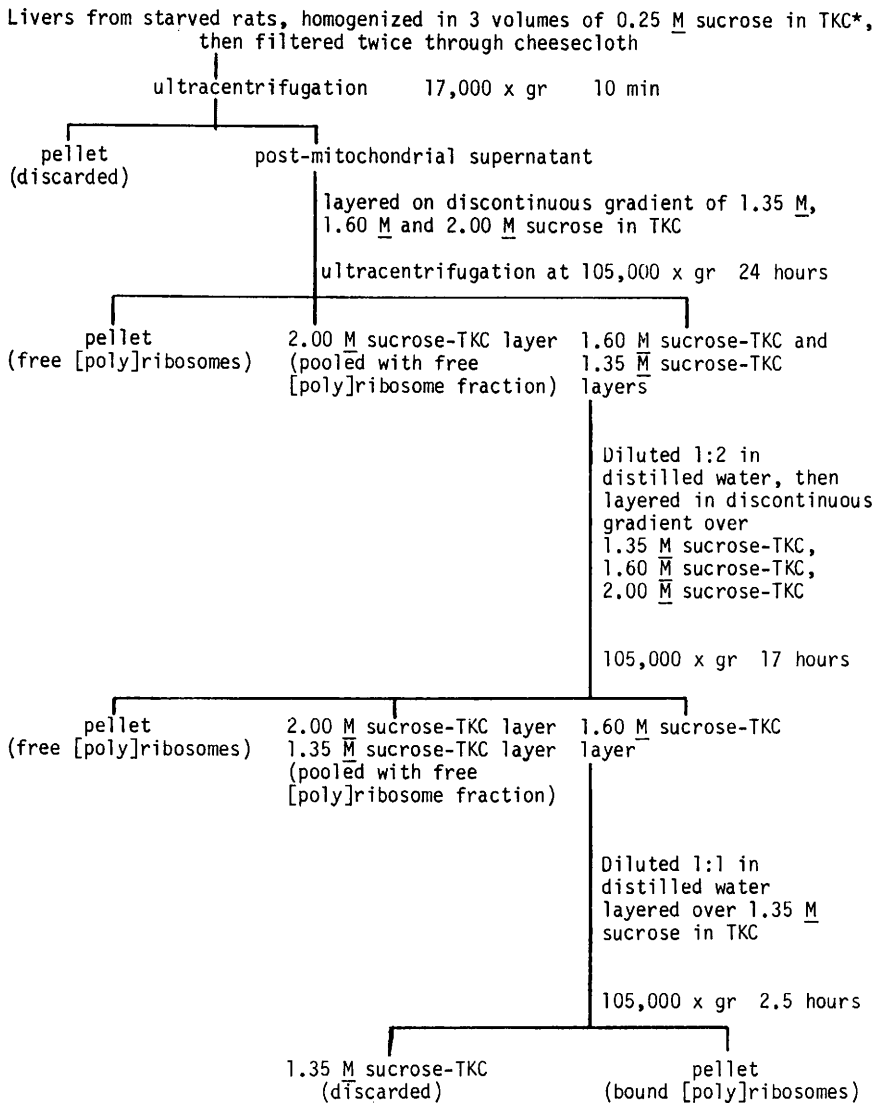 Livers from starved rats, homogenized in 3 volumes of 0.25 M sucrose in TKC*,
then filtered twice through cheesecloth
ultracentrifugation 17,000 x gr 10 min
pellet
(discarded)
post-mitochondrial supernatant
layered on discontinuous gradient of 1.35 M,
1.60 M and 2.00 M sucrose in TKC
ultracentrifugation at 105,000 x gr 24 hours
pellet
(free [poly]ribosomes)
2.00 M sucrose-TKC layer
(pooled with free
[poly]ribosome fraction)
1.60 M sucrose-TKC and
1.35 M sucrose-TKC
layers
Diluted 1:2 in
distilled water, then
layered in discontinuous
gradient over
1.35 M sucrose-TKC,
1.60 M sucrose-TKC,
2.00 M sucrose-TKC
105,000 x gr 17 hours
pellet
(free [poly]ribosomes)
2.00 M sucrose-TKC layer
1.35 M sucrose-TKC layer
(pooled with free
[poly]ribosome fraction)
1.60 M sucrose-TKC
layer
Diluted 1:1 in
distilled water
layered over 1.35 M
sucrose in TKC
105,000 x gr 2.5 hours
1.35 M sucrose-TKC
(discarded)
pellet
(bound [poly]ribosomes)